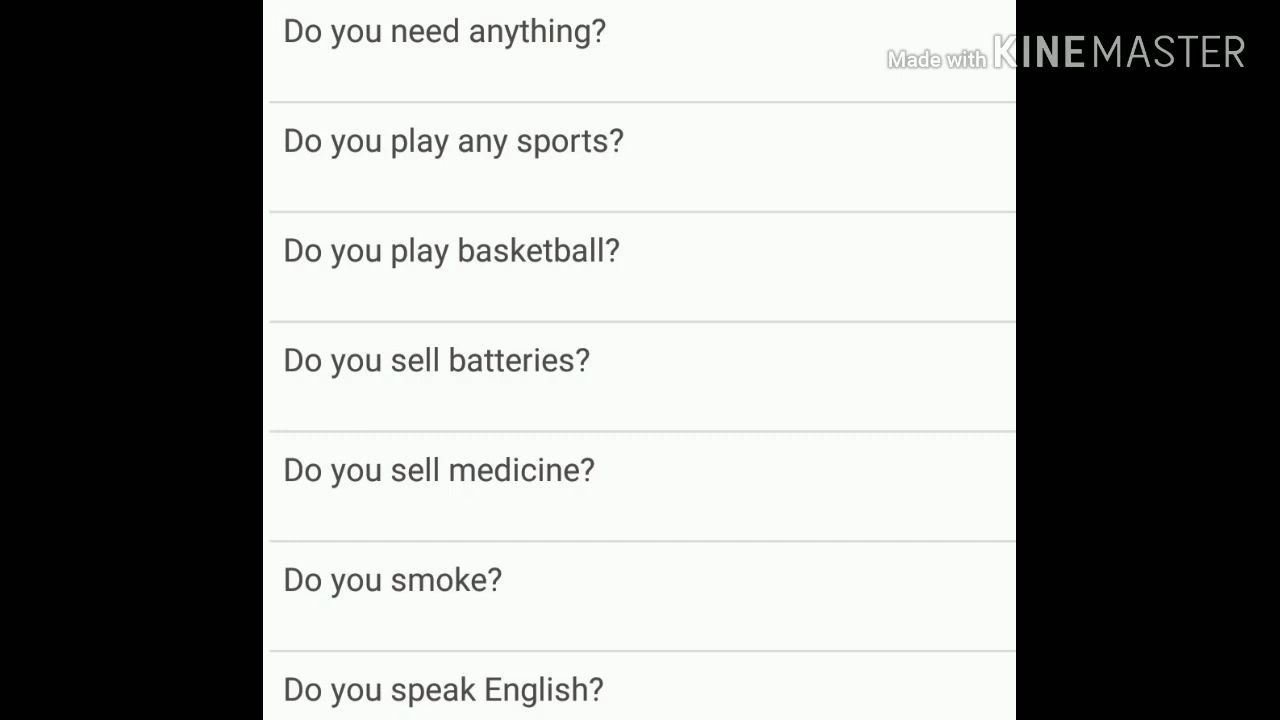 Do you need anything?
Made with KINEMASTER
Do you play any sports?
Do you play basketball?
Do you sell batteries?
Do you sell medicine?
Do you smoke?
Do you speak English?